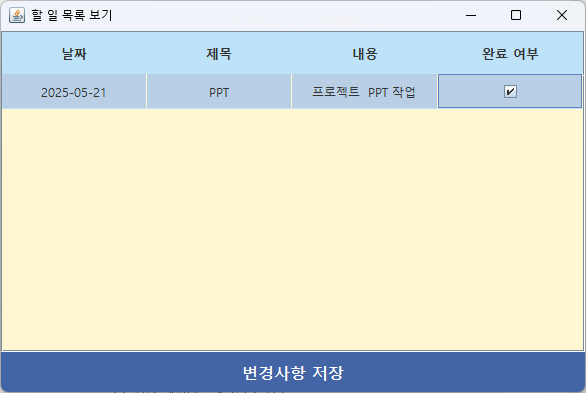 할 일 목록 보기
날짜 제목 내용 완료 여부
2025-05-21 PPT 프로젝트 PPT 작업
변경사항 저장